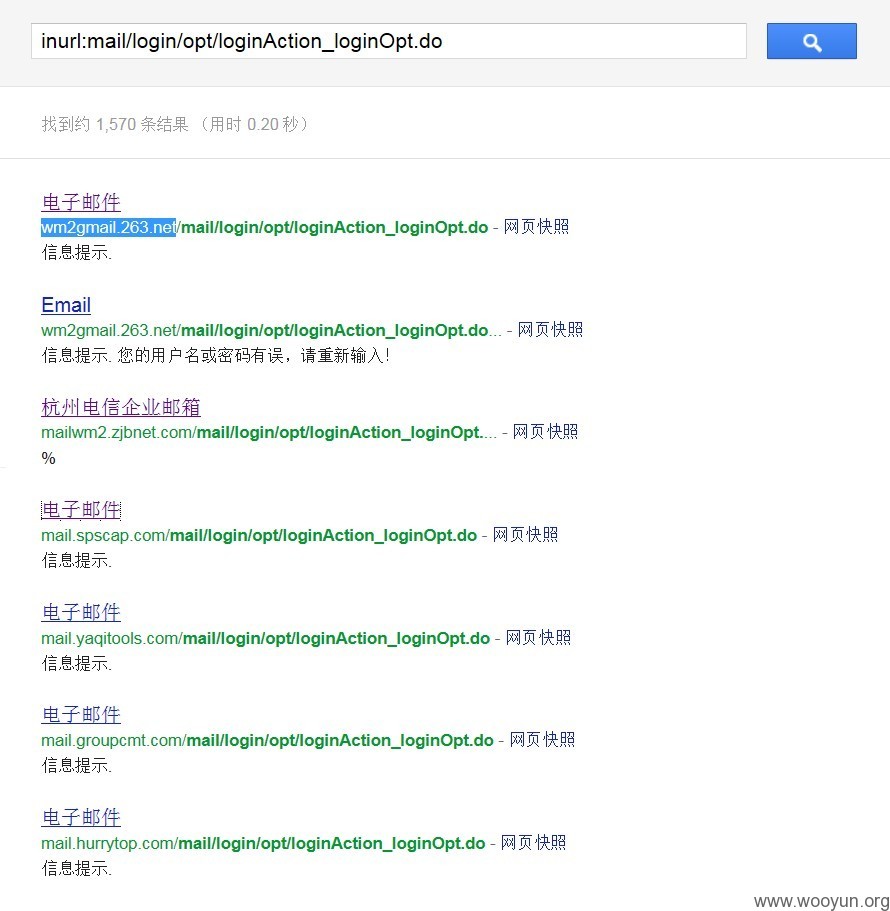 inurl:mail/login/opt/loginAction_loginOpt.do
找到约 1,570 条结果 （用时 0.20 秒）
电子邮件
wm2gmail.263.net/mail/login/opt/loginAction_loginOpt.do - 网页快照
信息提示.
Email
wm2gmail.263.net/mail/login/opt/loginAction_loginOpt.do... - 网页快照
信息提示. 您的用户名或密码有误，请重新输入!
杭州电信企业邮箱
mailwm2.zjbnet.com/mail/login/opt/loginAction_loginOpt.... - 网页快照
%
电子邮件
mail.spscap.com/mail/login/opt/loginAction_loginOpt.do - 网页快照
信息提示.
电子邮件
mail.yaqitools.com/mail/login/opt/loginAction_loginOpt.do - 网页快照
信息提示.
电子邮件
mail.groupcmt.com/mail/login/opt/loginAction_loginOpt.do - 网页快照
信息提示.
电子邮件
mail.hurrytop.com/mail/login/opt/loginAction_loginOpt.do - 网页快照
信息提示.
www.wooyun.org